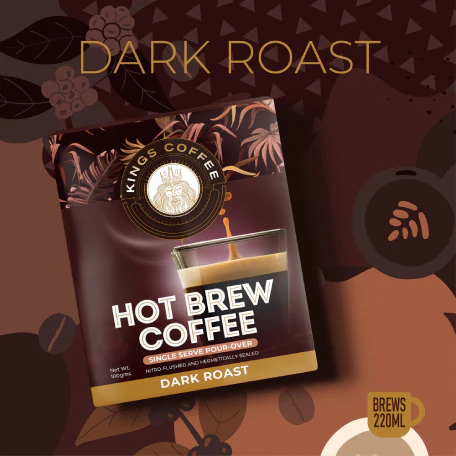 DARK ROAST
KINGS COFFEE
HOT BREW
COFFEE
SINGLE SERVE POUR-OVER
NITRO-FLUSHED AND HERMETICALLY SEALED
Net Wt.
100gms
DARK ROAST
BREWS
220ML